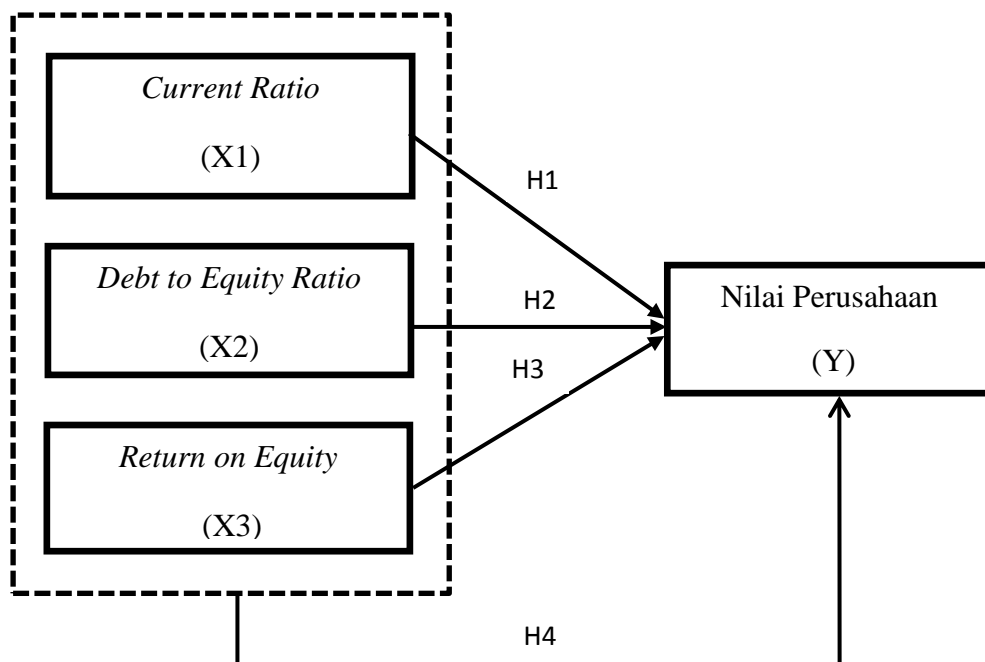 Current Ratio
(X1)
H1
Debt to Equity Ratio
(X2)
H2
H3
Nilai Perusahaan
(Y)
Return on Equity
(X3)
H4